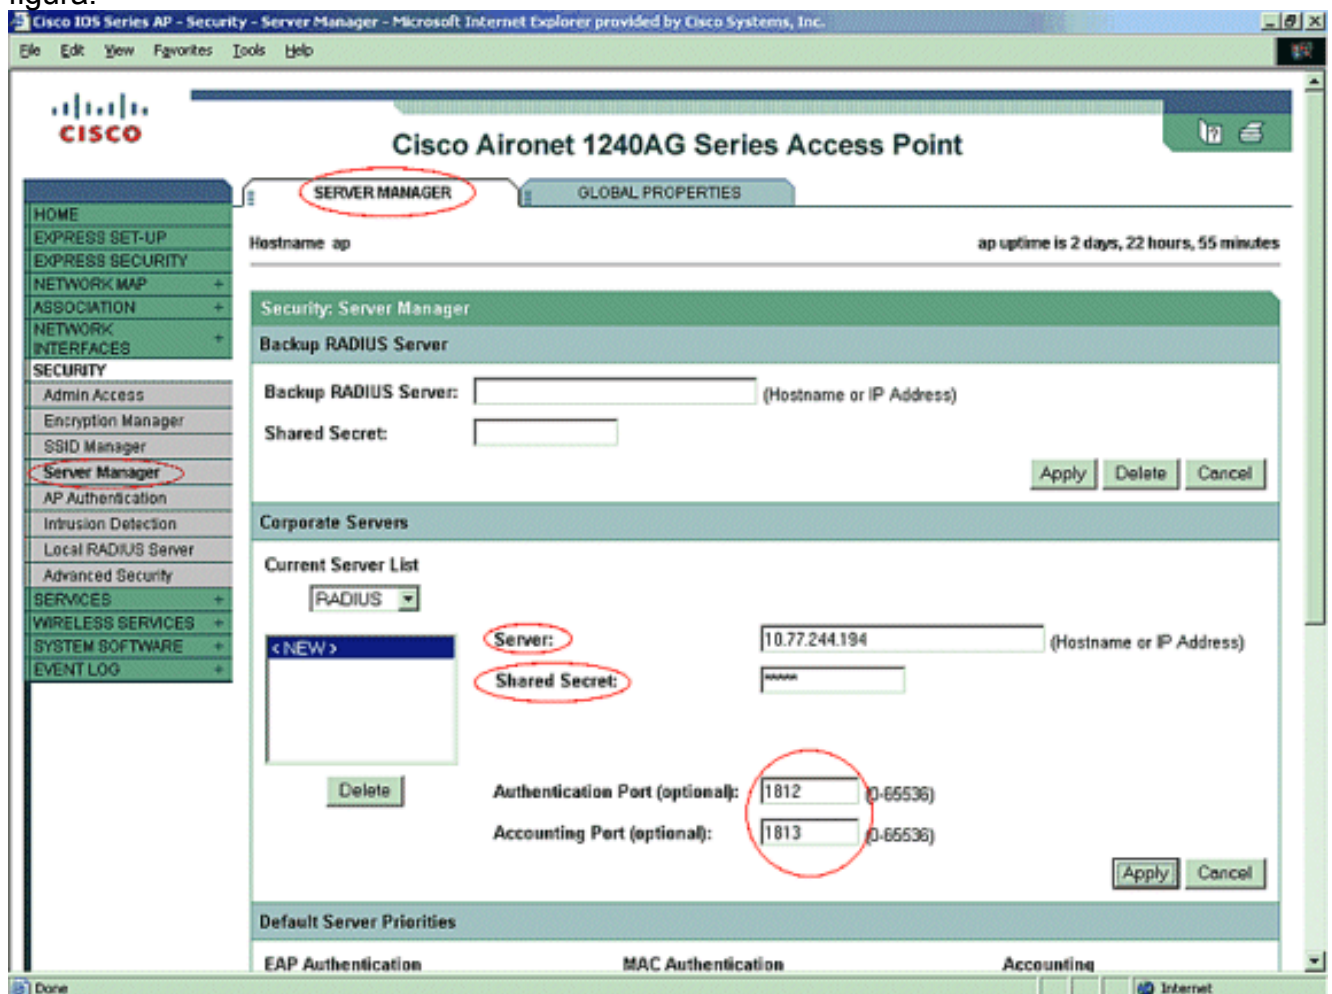 figura.
Cisco IOS Series AP - Security - Server Manager - Microsoft Internet Explorer provided by Cisco Systems, Inc.
File Edit View Favorites Tools Help
CISCO
Cisco Aironet 1240AG Series Access Point
SERVER MANAGER
GLOBAL PROPERTIES
HOME
EXPRESS SET-UP
EXPRESS SECURITY
NETWORK MAP +
ASSOCIATION +
NETWORK
INTERFACES +
SECURITY
Admin Access
Encryption Manager
SSID Manager
Server Manager
AP Authentication
Intrusion Detection
Local RADIUS Server
Advanced Security
SERVICES +
WIRELESS SERVICES +
SYSTEM SOFTWARE +
EVENT LOG +
Hostname ap
ap uptime is 2 days, 22 hours, 55 minutes
Security: Server Manager
Backup RADIUS Server
Backup RADIUS Server: (Hostname or IP Address)
Shared Secret:
Apply Delete Cancel
Corporate Servers
Current Server List
RADIUS
< NEW >
Delete
Server: 10.77.244.194 (Hostname or IP Address)
Shared Secret: *****
Authentication Port (optional): 1812 (0-65536)
Accounting Port (optional): 1813 (0-65536)
Apply Cancel
Default Server Priorities
EAP Authentication MAC Authentication Accounting
Done Internet